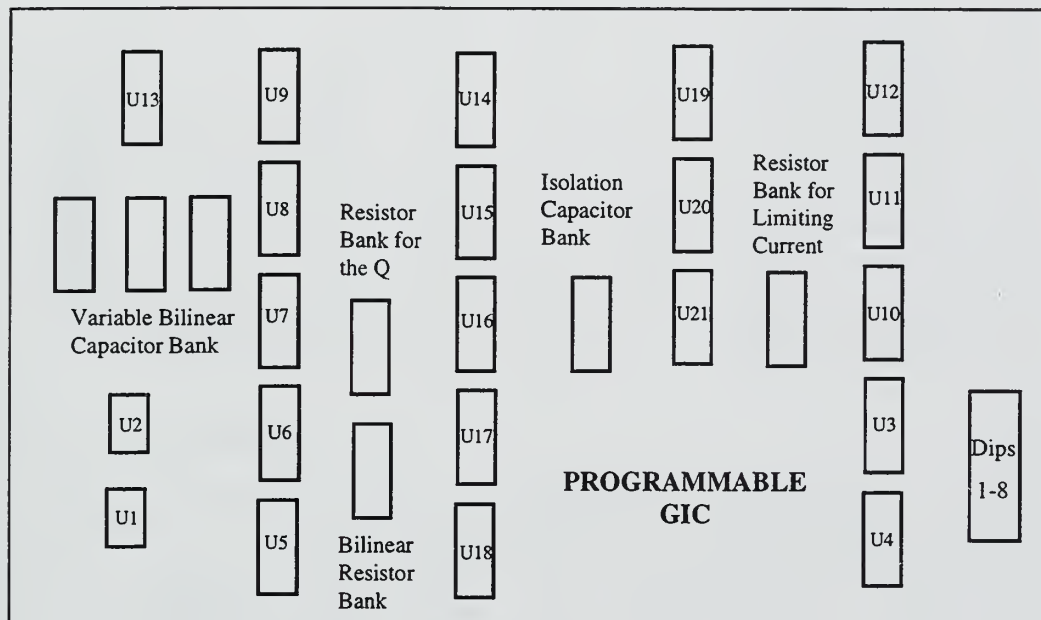 U13
U9
U14
U19
U12
U8
Resistor
Bank for
the Q
U15
Isolation
Capacitor
Bank
U20
Resistor
Bank for
Limiting
Current
U11
Variable Bilinear
Capacitor Bank
U7
U16
U21
U10
U2
U6
U17
U3
Dips
1-8
PROGRAMMABLE
GIC
U1
U5
Bilinear
Resistor
Bank
U18
U4